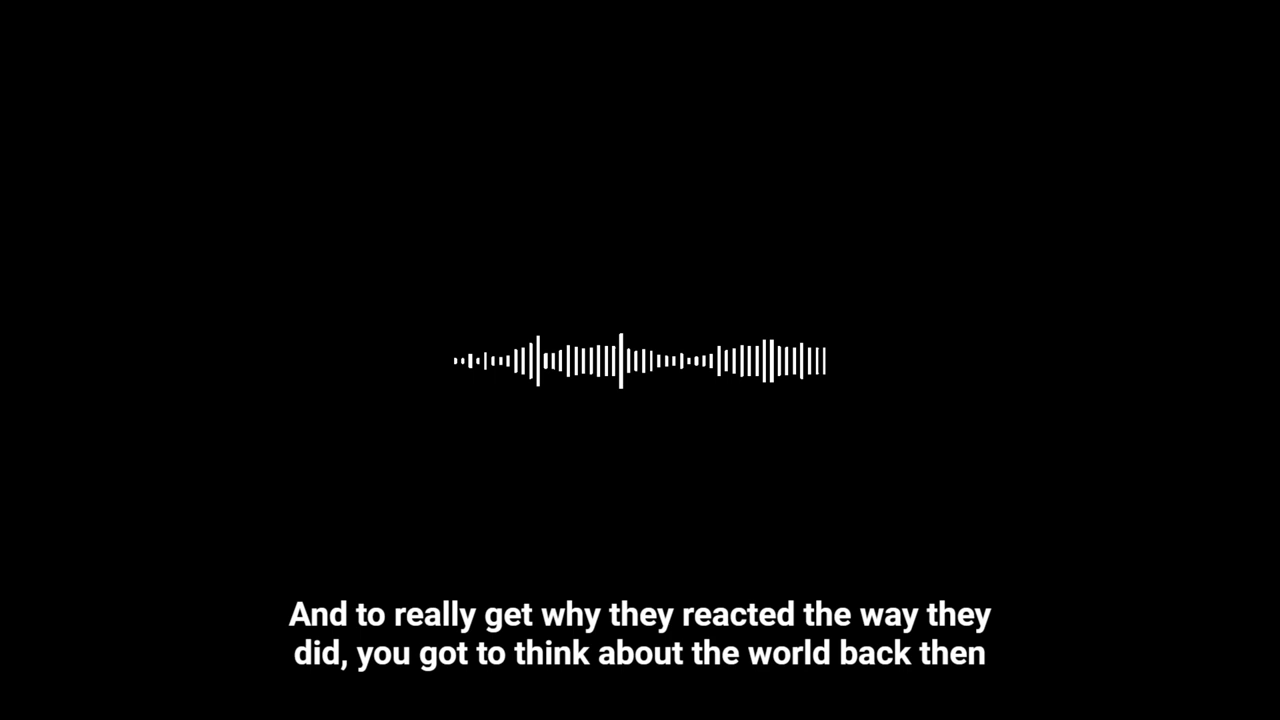 And to really get why they reacted the way they
did, you got to think about the world back then